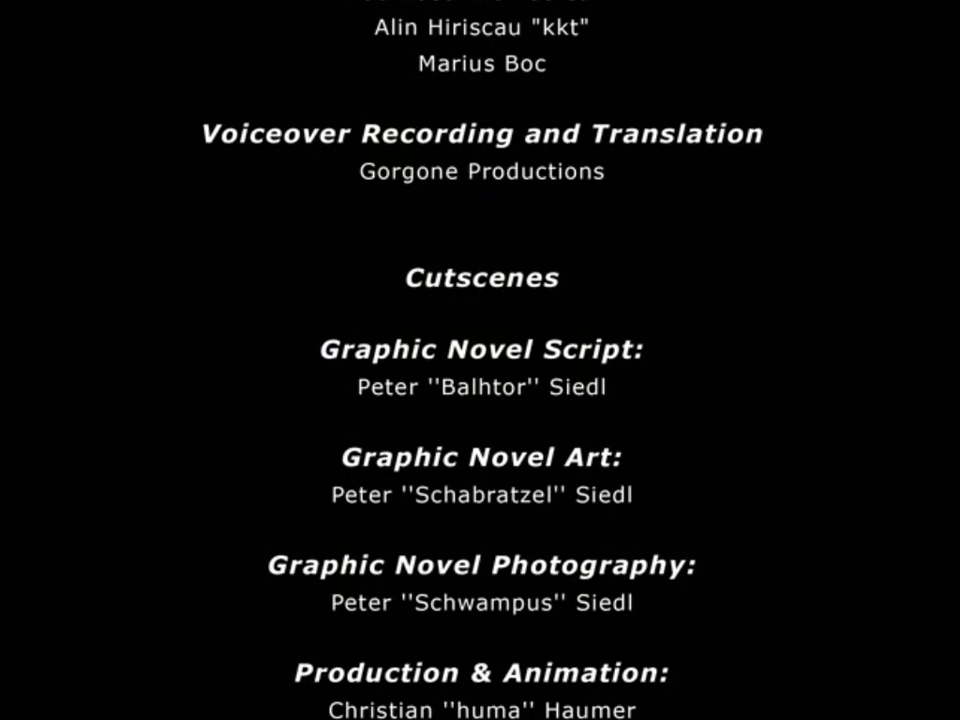 Alin Hiriscau "kkt"
Marius Boc
Voiceover Recording and Translation
Gorgone Productions
Cutscenes
Graphic Novel Script:
Peter ''Balhtor'' Siedl
Graphic Novel Art:
Peter ''Schabratzel'' Siedl
Graphic Novel Photography:
Peter ''Schwampus'' Siedl
Production & Animation:
Christian ''huma'' Haumer